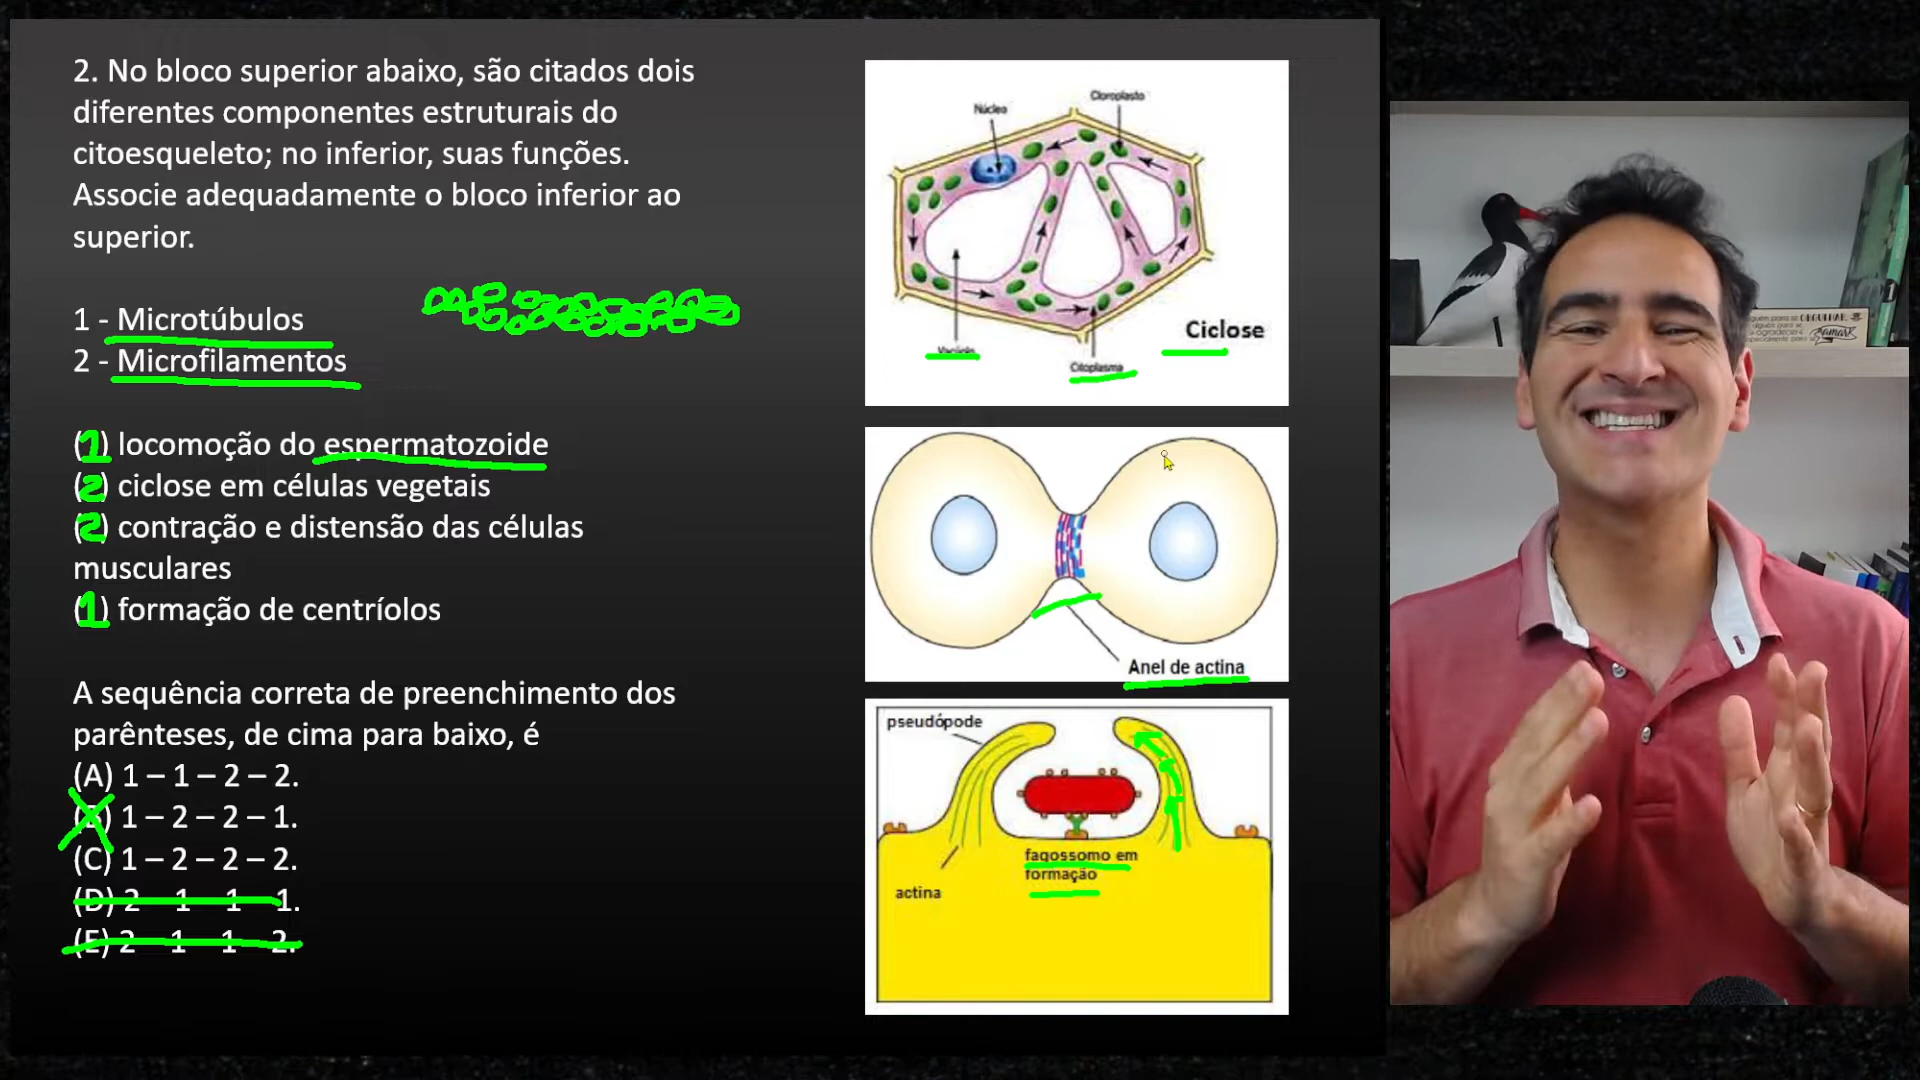 2. No bloco superior abaixo, são citados dois
diferentes componentes estruturais do
citoesqueleto; no inferior, suas funções.
Associe adequadamente o bloco inferior ao
superior.
1 - Microtúbulos
2 - Microfilamentos
(1) locomoção do espermatozoide
(2) ciclose em células vegetais
(2) contração e distensão das células
musculares
(1) formação de centríolos
A sequência correta de preenchimento dos
parênteses, de cima para baixo, é
(A) 1 – 1 – 2 – 2.
(B) 1 – 2 – 2 – 1.
(C) 1 – 2 – 2 – 2.
(D) 2 – 1 – 1 – 1.
(E) 2 – 1 – 1 – 2.
Núcleo
Cloroplasto
Ciclose
Citoplasma
Anel de actina
pseudópode
fagossomo em
formação
actina
ORGULHAR.